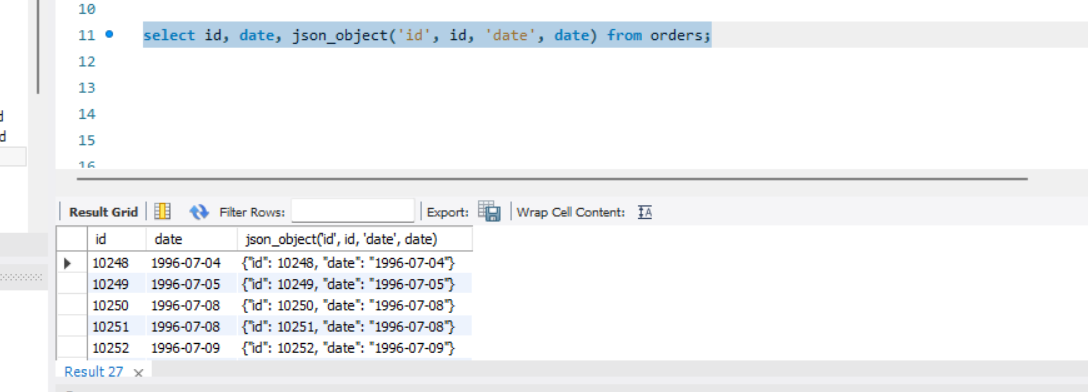 10
11 select id, date, json_object('id', id, 'date', date) from orders;
12
13
14
15
16
d
d
Result Grid Filter Rows: Export: Wrap Cell Content: IA
id date json_object('id', id, 'date', date)
10248 1996-07-04 {"id": 10248, "date": "1996-07-04"}
10249 1996-07-05 {"id": 10249, "date": "1996-07-05"}
10250 1996-07-08 {"id": 10250, "date": "1996-07-08"}
10251 1996-07-08 {"id": 10251, "date": "1996-07-08"}
10252 1996-07-09 {"id": 10252, "date": "1996-07-09"}
Result 27